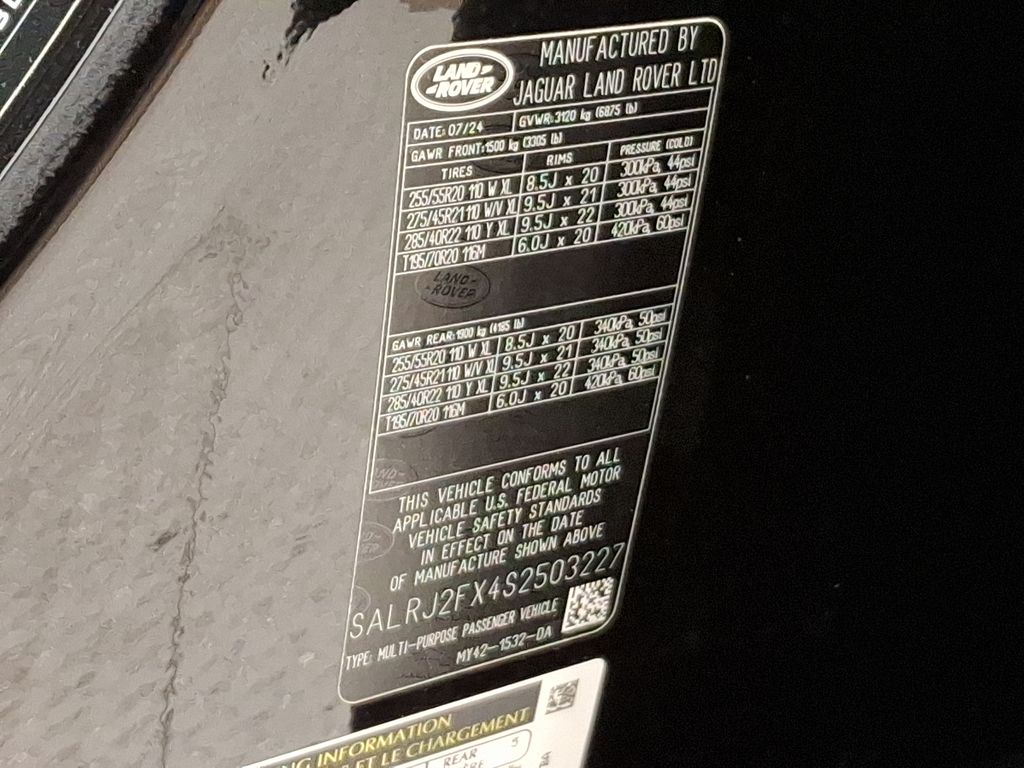 LAND-
-ROVER
MANUFACTURED BY
JAGUAR LAND ROVER LTD
DATE: 07/24 GVWR: 3120 kg (6875 lb)
GAWR FRONT: 1500 kg (3305 lb)
TIRES RIMS PRESSURE (COLD)
255/55R20 110 W XL 8.5J x 20 300kPa, 44psi
275/45R21 110 W/V XL 9.5J x 21 300kPa, 44psi
285/40R22 110 Y XL 9.5J x 22 300kPa, 44psi
T195/70R20 116M 6.0J x 20 420kPa, 60psi
LAND-
-ROVER
GAWR REAR: 1900 kg (4185 lb)
255/55R20 110 W XL 8.5J x 20 340kPa, 50psi
275/45R21 110 W/V XL 9.5J x 21 340kPa, 50psi
285/40R22 110 Y XL 9.5J x 22 340kPa, 50psi
T195/70R20 116M 6.0J x 20 420kPa, 60psi
THIS VEHICLE CONFORMS TO ALL
APPLICABLE U.S. FEDERAL MOTOR
VEHICLE SAFETY STANDARDS
IN EFFECT ON THE DATE
OF MANUFACTURE SHOWN ABOVE
SALRJ2FX4S2503227
TYPE: MULTI-PURPOSE PASSENGER VEHICLE
MY42-1532-DA
NG INFORMATION
ET LE CHARGEMENT
REAR 5